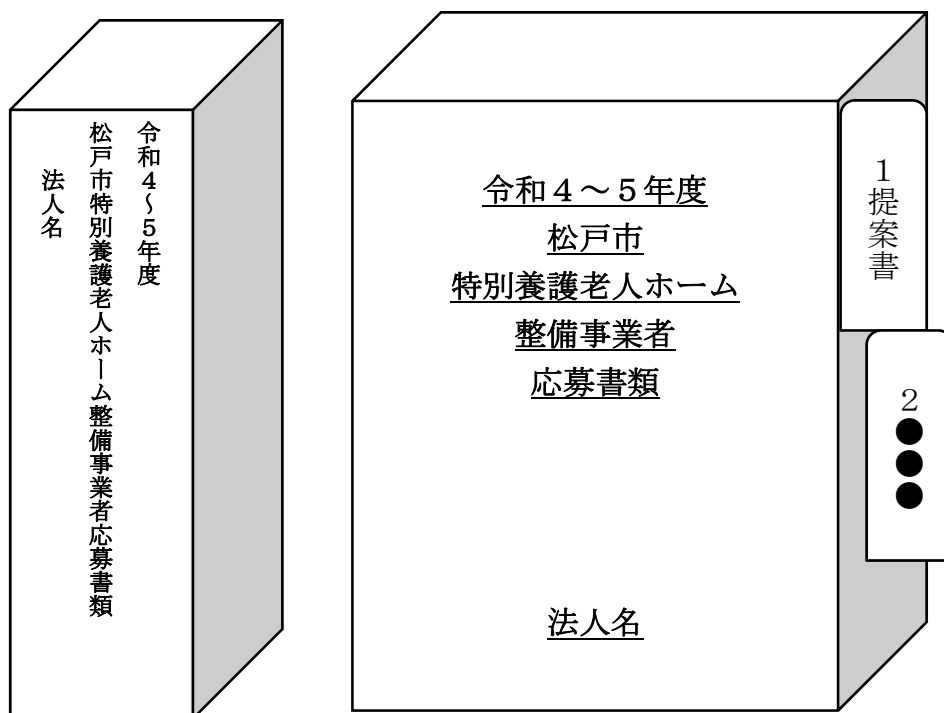 令和４～５年度
松戸市特別養護老人ホーム整備事業者応募書類
法人名
令和４～５年度
松戸市
特別養護老人ホーム
整備事業者
応募書類
法人名
１提案書
２●●●